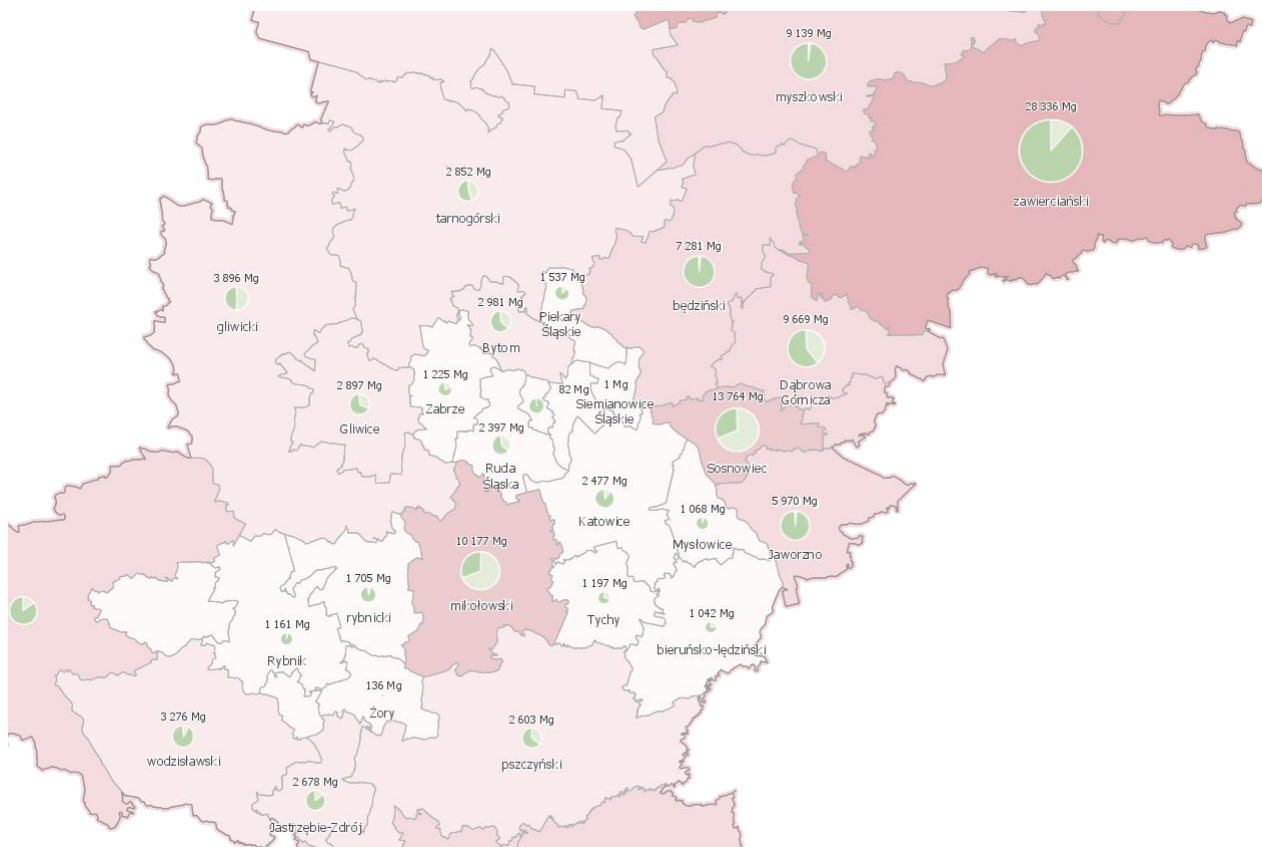 9 139 Mg
myszkowski
28 336 Mg
zawierciański
2 852 Mg
tarnogórski
7 281 Mg
będziński
3 896 Mg
gliwicki
1 537 Mg
Piekary
Śląskie
2 981 Mg
Bytom
9 669 Mg
Dąbrowa
Górnicza
2 897 Mg
Gliwice
1 225 Mg
Zabrze
82 Mg
1 Mg
Siemianowice
Śląskie
13 764 Mg
Sosnowiec
2 397 Mg
Ruda
Śląska
2 477 Mg
Katowice
1 068 Mg
Mysłowice
5 970 Mg
Jaworzno
10 177 Mg
mikołowski
1 705 Mg
rybnicki
1 197 Mg
Tychy
1 042 Mg
bieruńsko-lędziński
1 161 Mg
Rybnik
136 Mg
Żory
3 276 Mg
wodzisławski
2 603 Mg
pszczyński
2 678 Mg
Jastrzębie-Zdrój